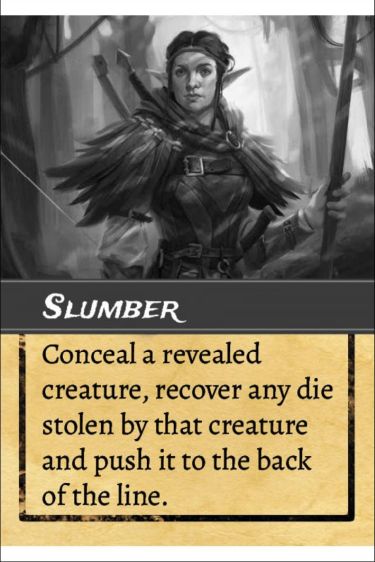 Slumber
Conceal a revealed
creature, recover any die
stolen by that creature
and push it to the back
of the line.